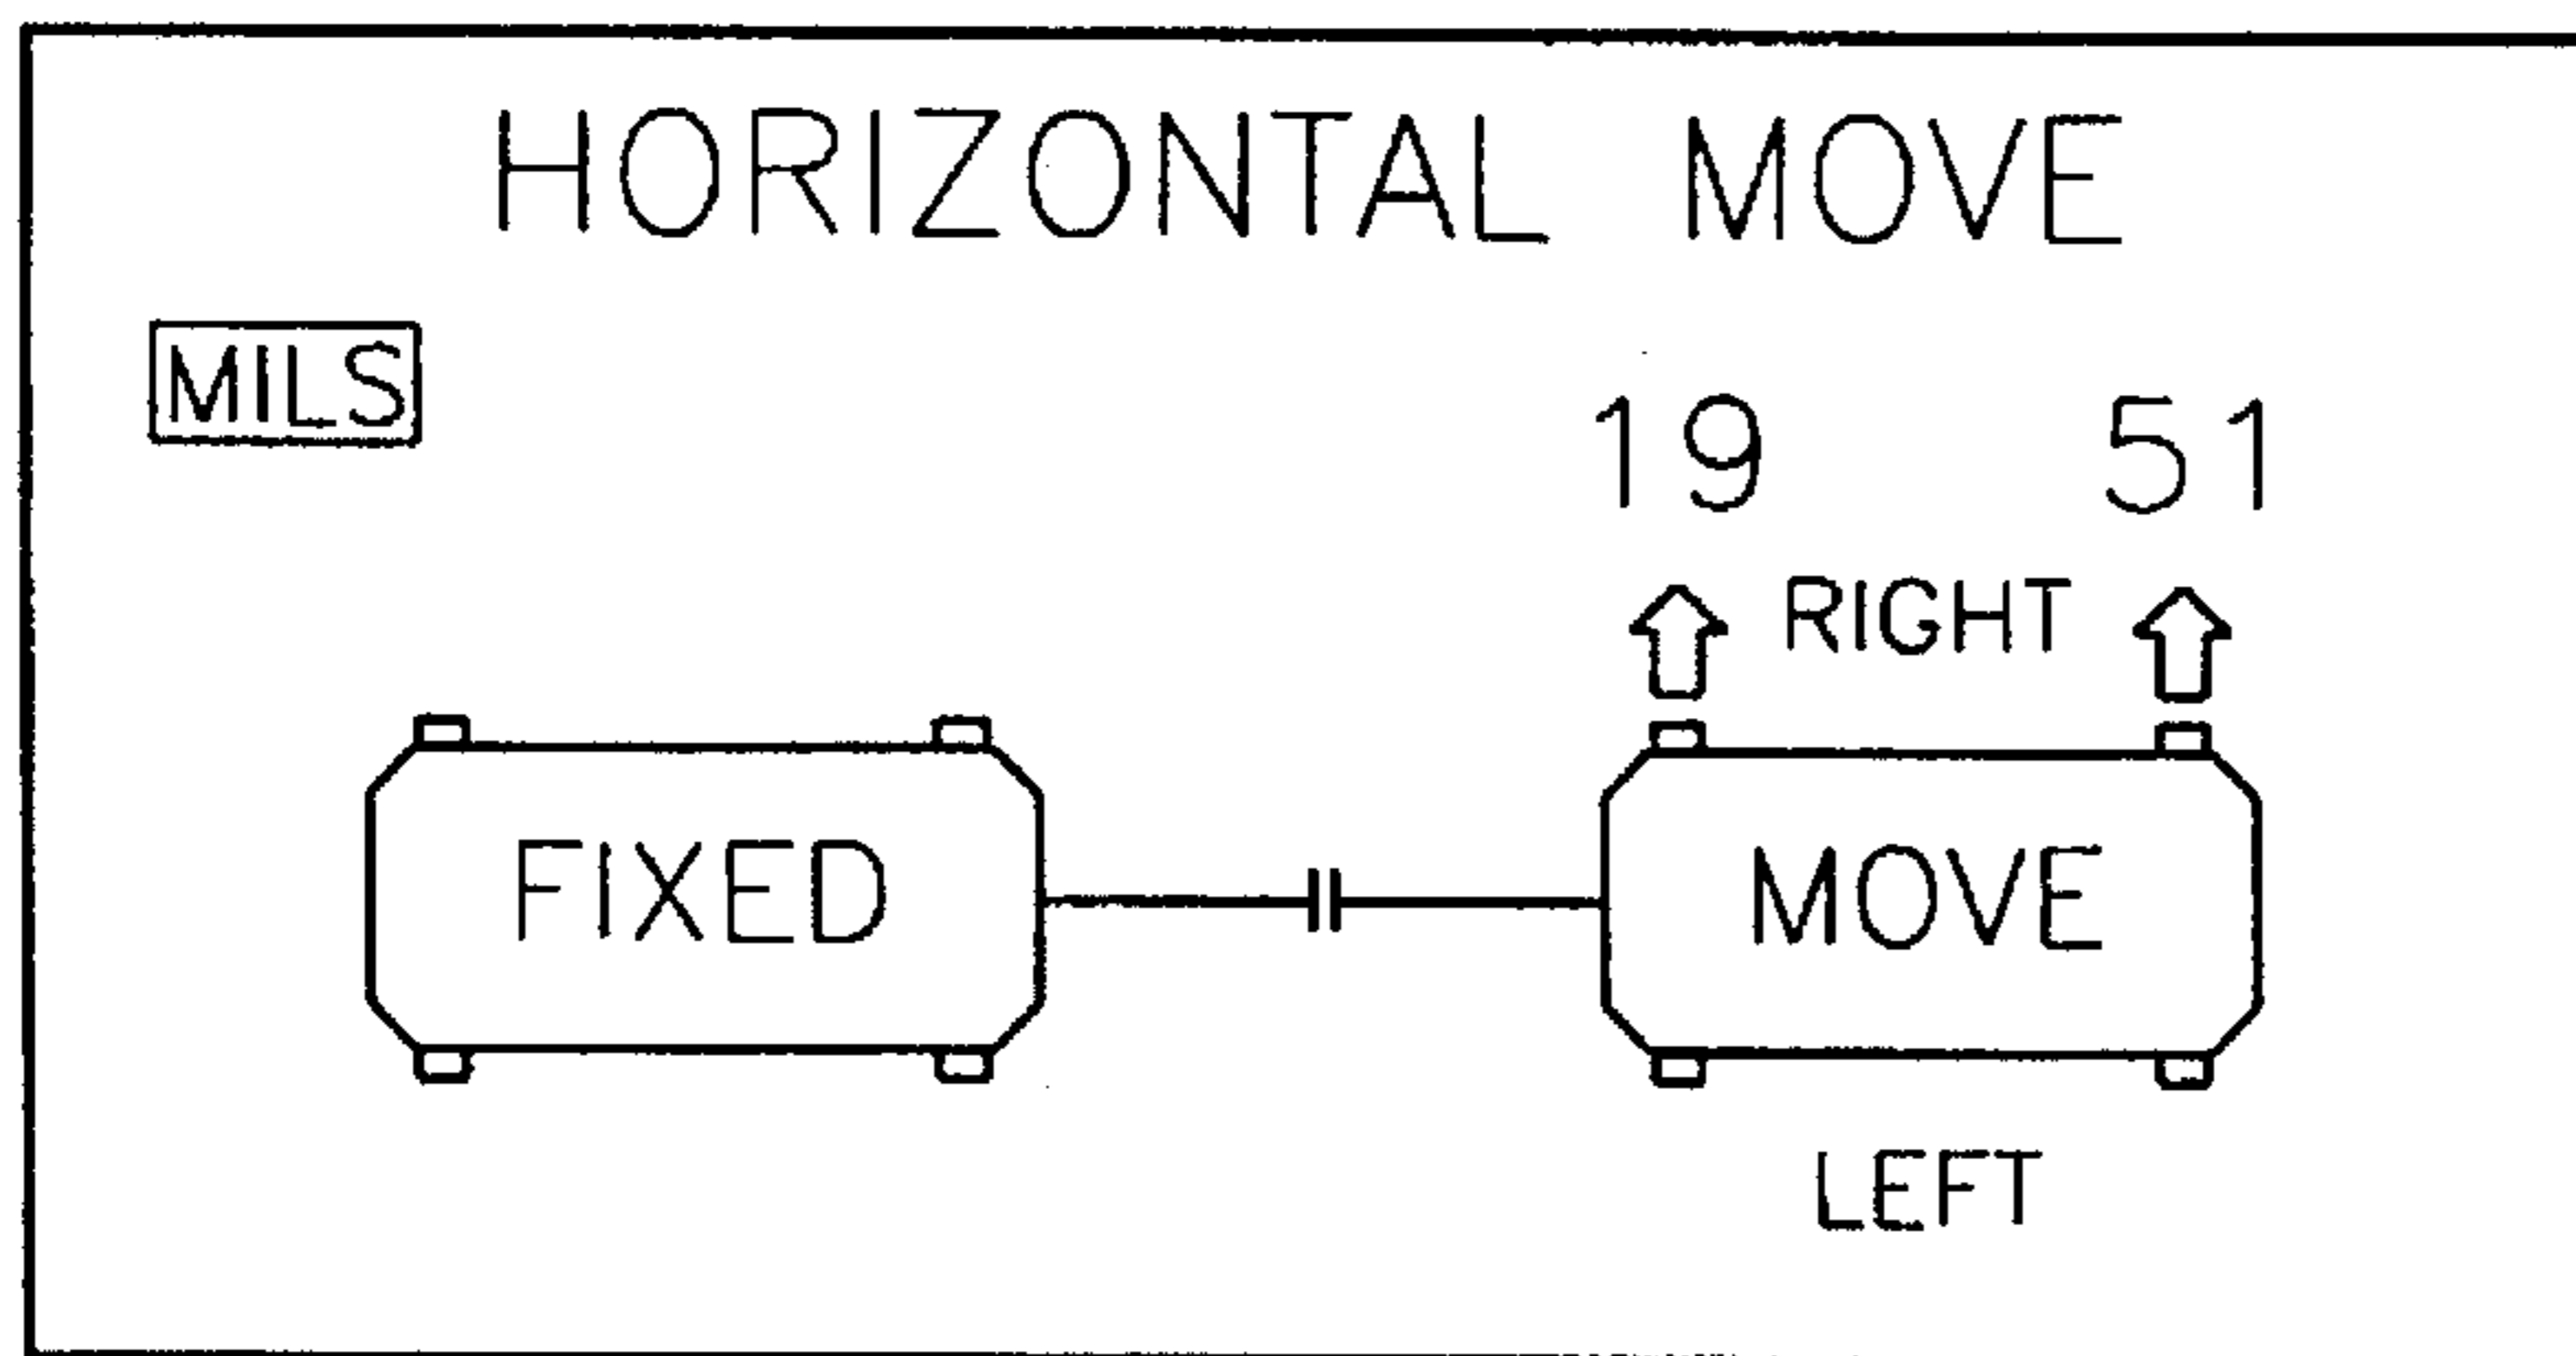 HORIZONTAL MOVE
MILS
19 51
RIGHT
FIXED MOVE
LEFT